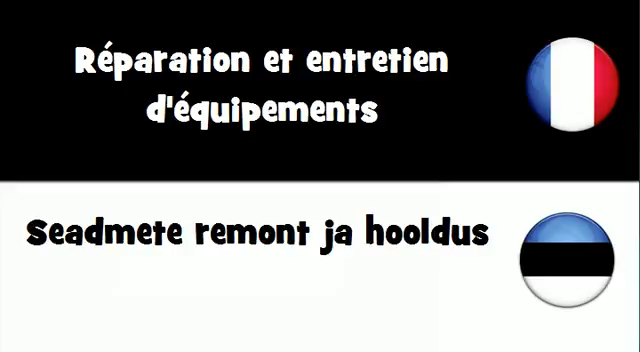 Réparation et entretien
d'équipements
Seadmete remont ja hooldus